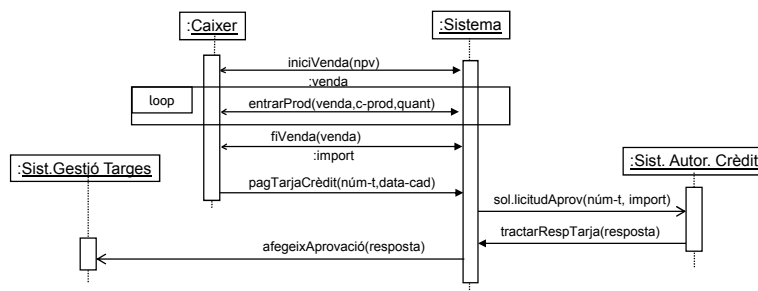 :Caixer
:Sistema
iniciVenda(npv)
:venda
loop
entrarProd(venda,c-prod,quant)
fiVenda(venda)
:import
:Sist.Gestió Targes
:Sist. Autor. Crèdit
pagTarjaCrèdit(núm-t,data-cad)
sol.licitudAprov(núm-t, import)
tractarRespTarja(resposta)
afegeixAprovació(resposta)